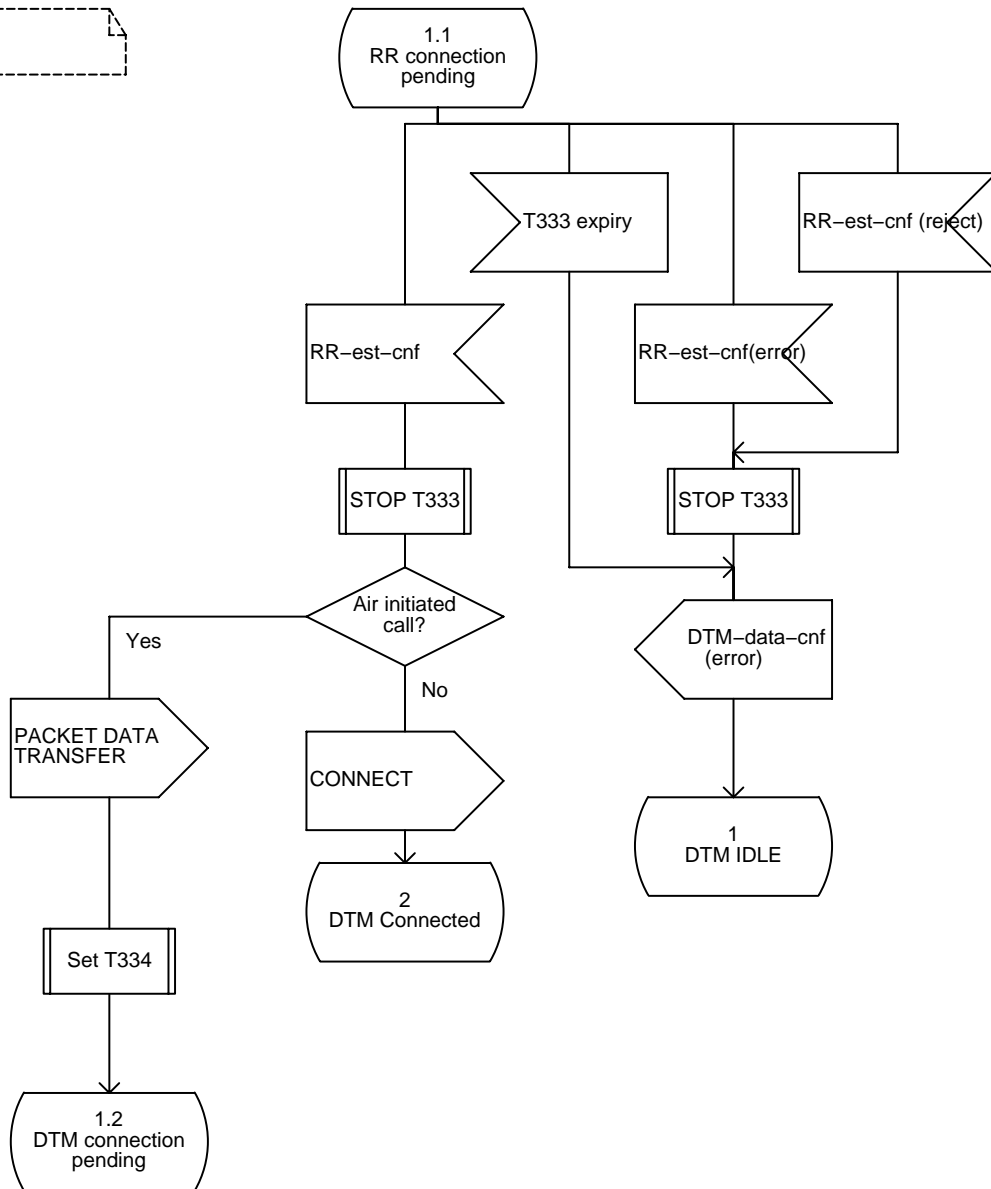 1.1
RR connection
pending
T333 expiry
RR−est−cnf (reject)
RR−est−cnf
RR−est−cnf(error)
STOP T333
STOP T333
Air initiated
call?
Yes
No
DTM−data−cnf
(error)
PACKET DATA
TRANSFER
CONNECT
1
DTM IDLE
2
DTM Connected
Set T334
1.2
DTM connection
pending